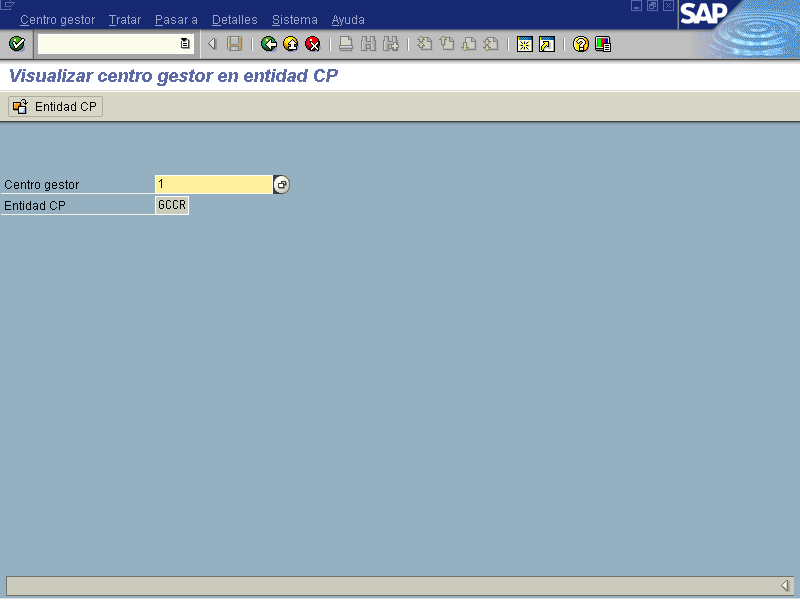 Centro gestor Tratar Pasar a Detalles Sistema Ayuda
SAP
Visualizar centro gestor en entidad CP
Entidad CP
Centro gestor 1
Entidad CP GCCR